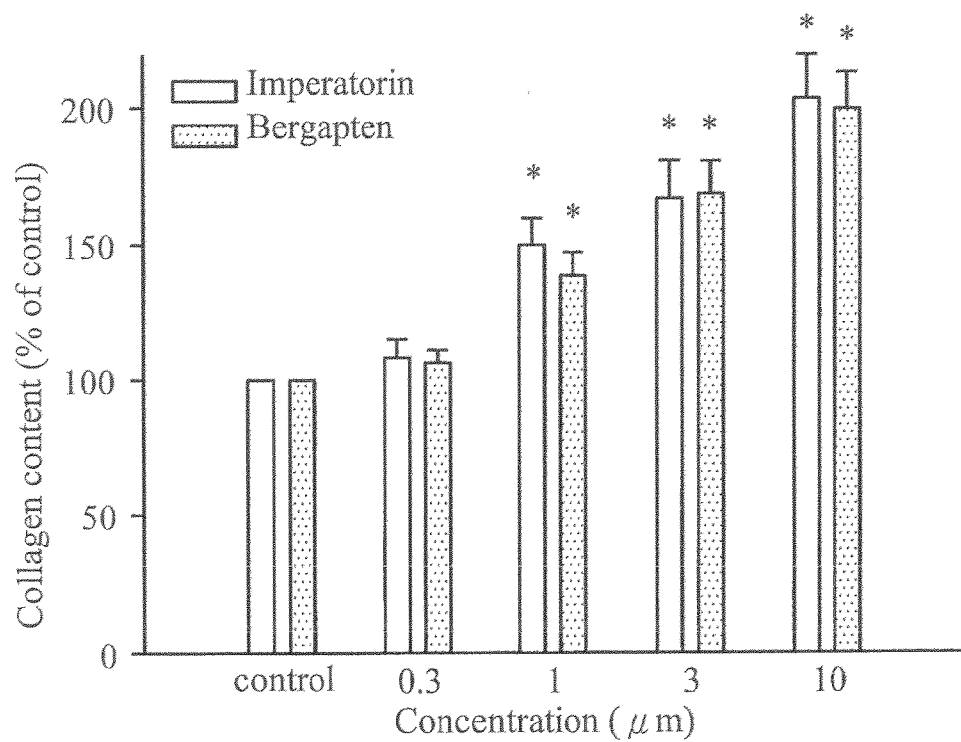 Imperatorin
Bergapten
* * * * * *
200
150
100
50
0
Collagen content (% of control)
control 0.3 1 3 10
Concentration ( μm)